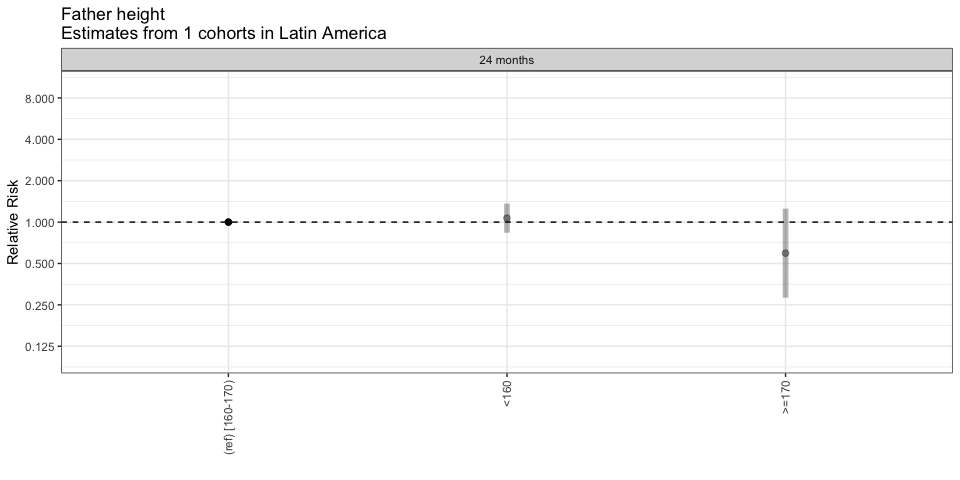 Father height
Estimates from 1 cohorts in Latin America
24 months
Relative Risk
8.000
4.000
2.000
1.000
0.500
0.250
0.125
(ref) [160-170)
<160
>=170